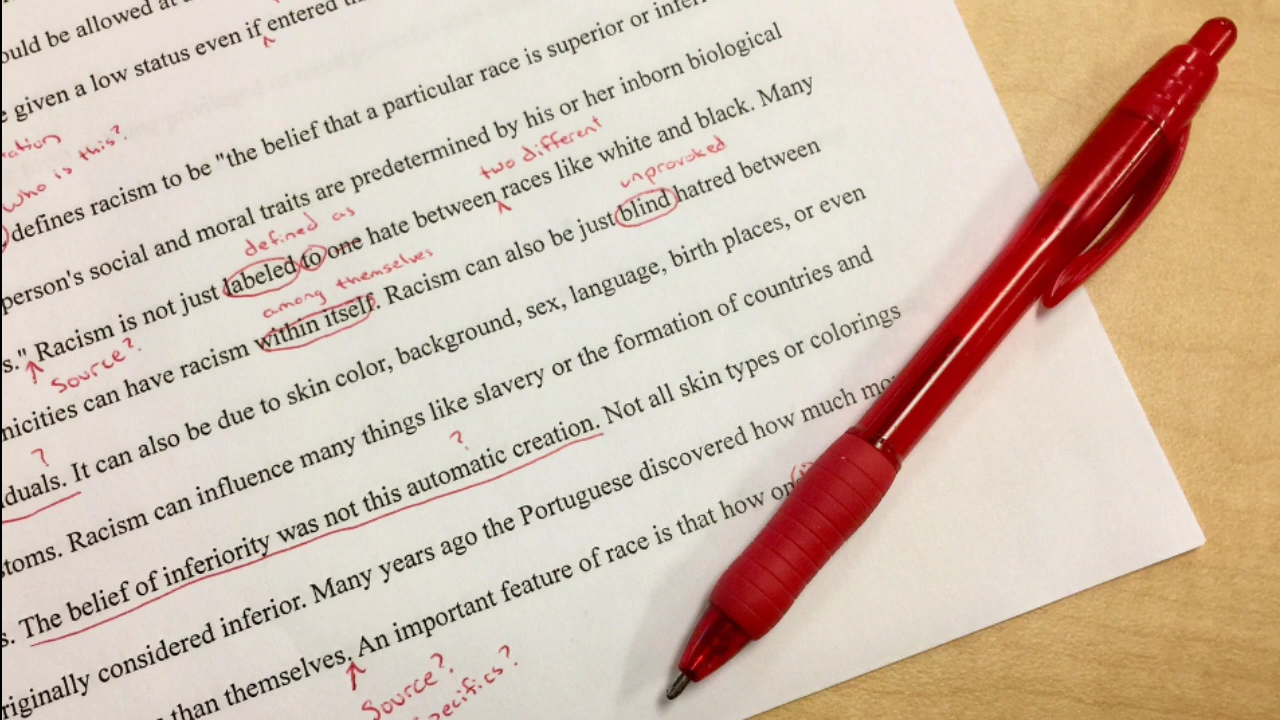 ould be allowed at
e given a low status even if entered
ation
who is this?
defines racism to be "the belief that a particular race is superior or
person's social and moral traits are predetermined by his or her inborn biological
two different
s." Racism is not just labeled to one hate between races like white and black. Many
defined as
unprovoked
Source?
nicities can have racism within itself. Racism can also be just blind hatred between
among themselves
?
duals. It can also be due to skin color, background, sex, language, birth places, or even
stoms. Racism can influence many things like slavery or the formation of countries and
?
s. The belief of inferiority was not this automatic creation. Not all skin types or colorings
riginally considered inferior. Many years ago the Portuguese discovered how much
than themselves. An important feature of race is that how
Source?
pecifics?